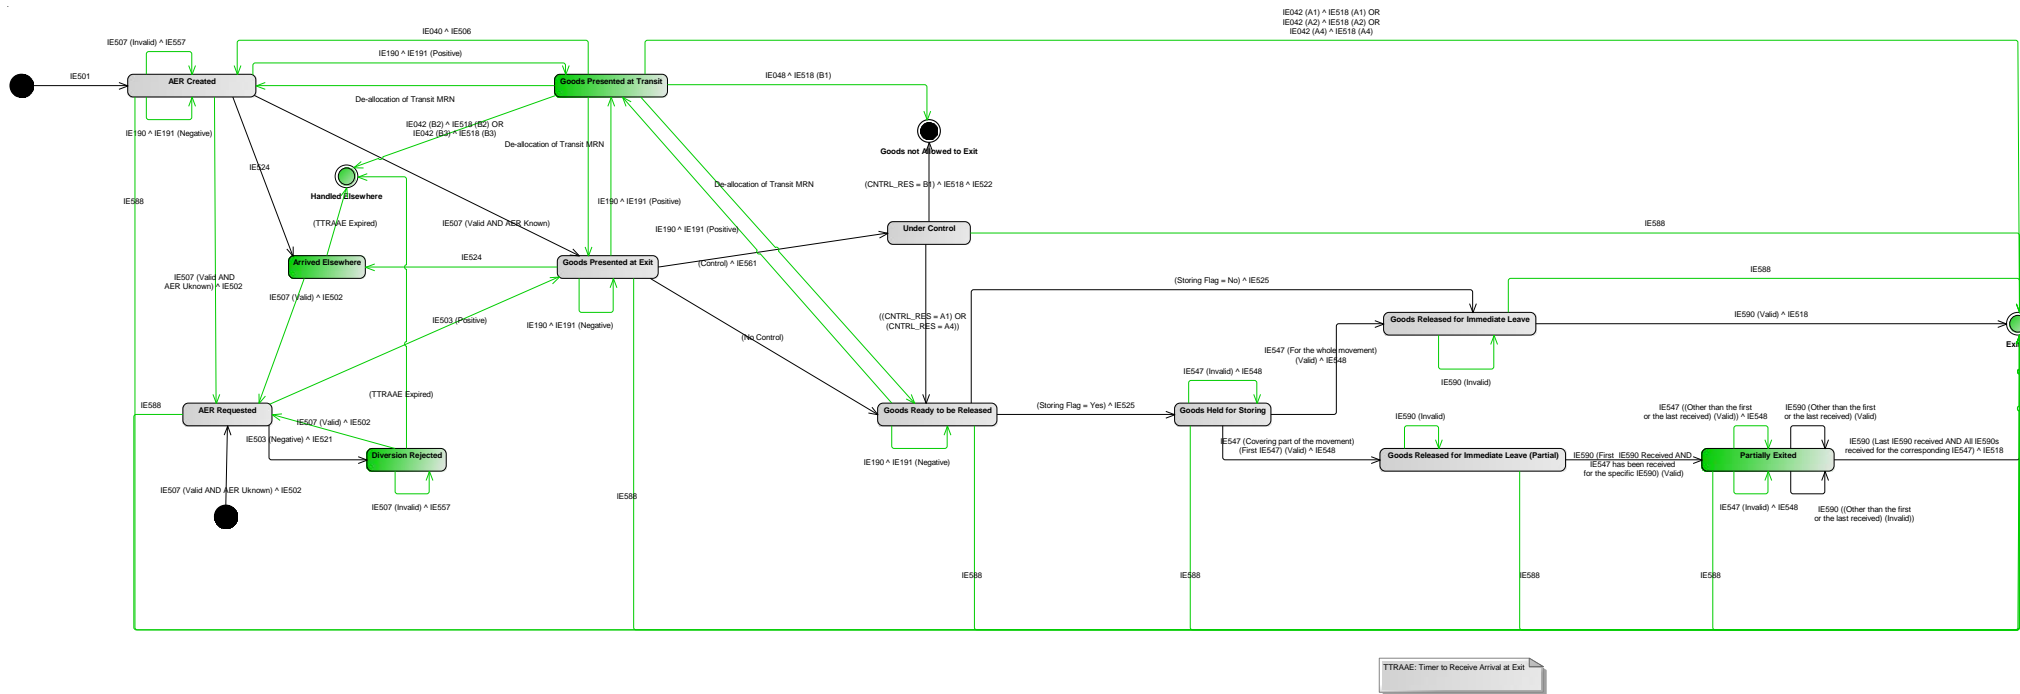 IE042 (A1) ^ IE518 (A1) OR
IE042 (A2) ^ IE518 (A2) OR
IE042 (A4) ^ IE518 (A4)
IE040 ^ IE506
IE507 (Invalid) ^ IE557
IE190 ^ IE191 (Positive)
IE501
AER Created
Goods Presented at Transit
IE048 ^ IE518 (B1)
De-allocation of Transit MRN
IE190 ^ IE191 (Negative)
IE042 (B2) ^ IE518 (B2) OR
IE042 (B3) ^ IE518 (B3)
De-allocation of Transit MRN
Goods not Allowed to Exit
IE524
De-allocation of Transit MRN
(CNTRL_RES = B1) ^ IE518 ^ IE522
Handled Elsewhere
IE588
IE190 ^ IE191 (Positive)
(TTRAAE Expired)
IE507 (Valid AND AER Known)
IE190 ^ IE191 (Positive)
Under Control
IE588
Arrived Elsewhere
IE524
Goods Presented at Exit
(Control) ^ IE561
IE588
IE507 (Valid AND
AER Uknown) ^ IE502
(Storing Flag = No) ^ IE525
IE507 (Valid) ^ IE502
IE503 (Positive)
IE190 ^ IE191 (Negative)
((CNTRL_RES = A1) OR
(CNTRL_RES = A4))
Goods Released for Immediate Leave
IE590 (Valid) ^ IE518
(No Control)
IE547 (For the whole movement)
(Valid) ^ IE548
IE547 (Invalid) ^ IE548
IE590 (Invalid)
(TTRAAE Expired)
IE588
AER Requested
Goods Ready to be Released
(Storing Flag = Yes) ^ IE525
Goods Held for Storing
IE590 (Invalid)
IE547 ((Other than the first
or the last received) (Valid)) ^ IE548
IE590 (Other than the first
or the last received) (Valid)
IE507 (Valid) ^ IE502
IE503 (Negative) ^ IE521
Diversion Rejected
IE547 (Covering part of the movement)
(First IE547) (Valid) ^ IE548
Goods Released for Immediate Leave (Partial)
IE590 (First IE590 Received AND
IE547 has been received
for the specific IE590) (Valid)
Partially Exited
IE590 (Last IE590 received AND All IE590s
received for the corresponding IE547) ^ IE518
IE190 ^ IE191 (Negative)
IE507 (Valid AND AER Uknown) ^ IE502
IE588
IE507 (Invalid) ^ IE557
IE547 (Invalid) ^ IE548
IE590 ((Other than the first
or the last received) (Invalid))
IE588
IE588
IE588
IE588
TTRAAE: Timer to Receive Arrival at Exit